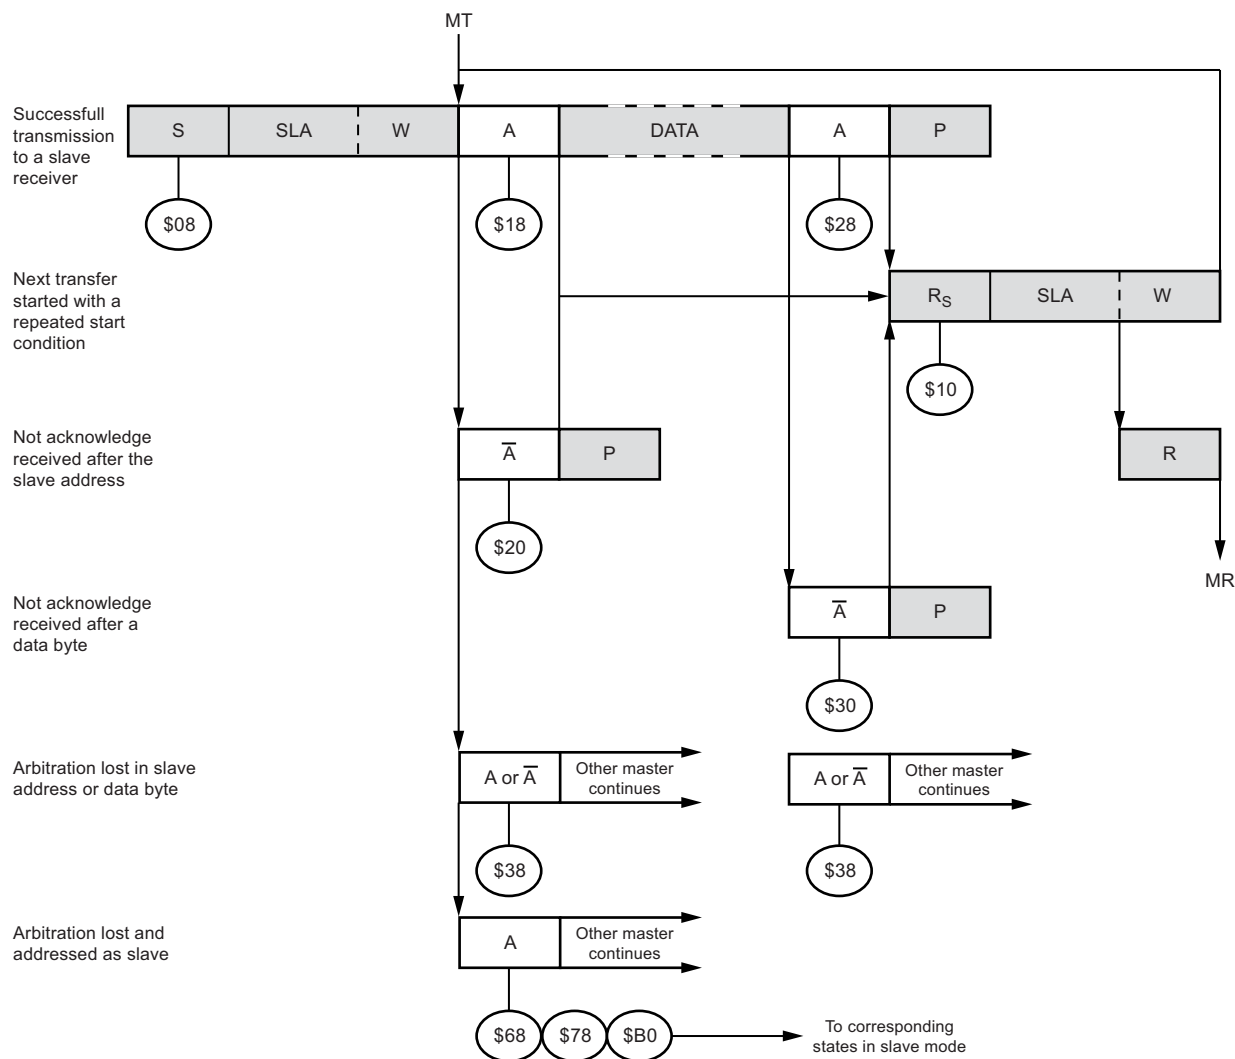 MT
Successfull
transmission
to a slave
receiver
S SLA W A DATA A P
$08 $18 $28
Next transfer
started with a
repeated start
condition
RS SLA W
$10
Not acknowledge
received after the
slave address
A̅ P
R
$20
MR
Not acknowledge
received after a
data byte
A̅ P
$30
Arbitration lost in slave
address or data byte
A or A̅ Other master
continues
A or A̅ Other master
continues
$38 $38
Arbitration lost and
addressed as slave
A Other master
continues
$68 $78 $B0
To corresponding
states in slave mode